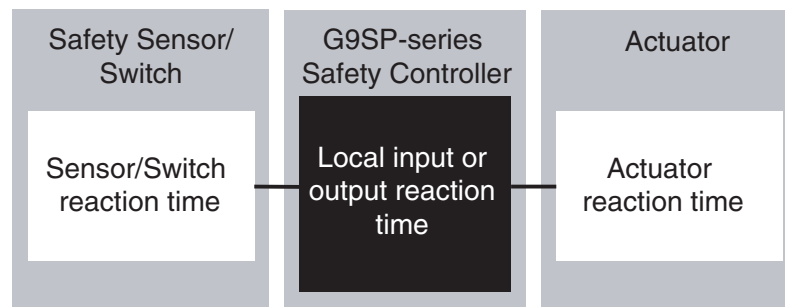 Safety Sensor/
Switch
Sensor/Switch
reaction time
G9SP-series
Safety Controller
Local input or
output reaction
time
Actuator
Actuator
reaction time